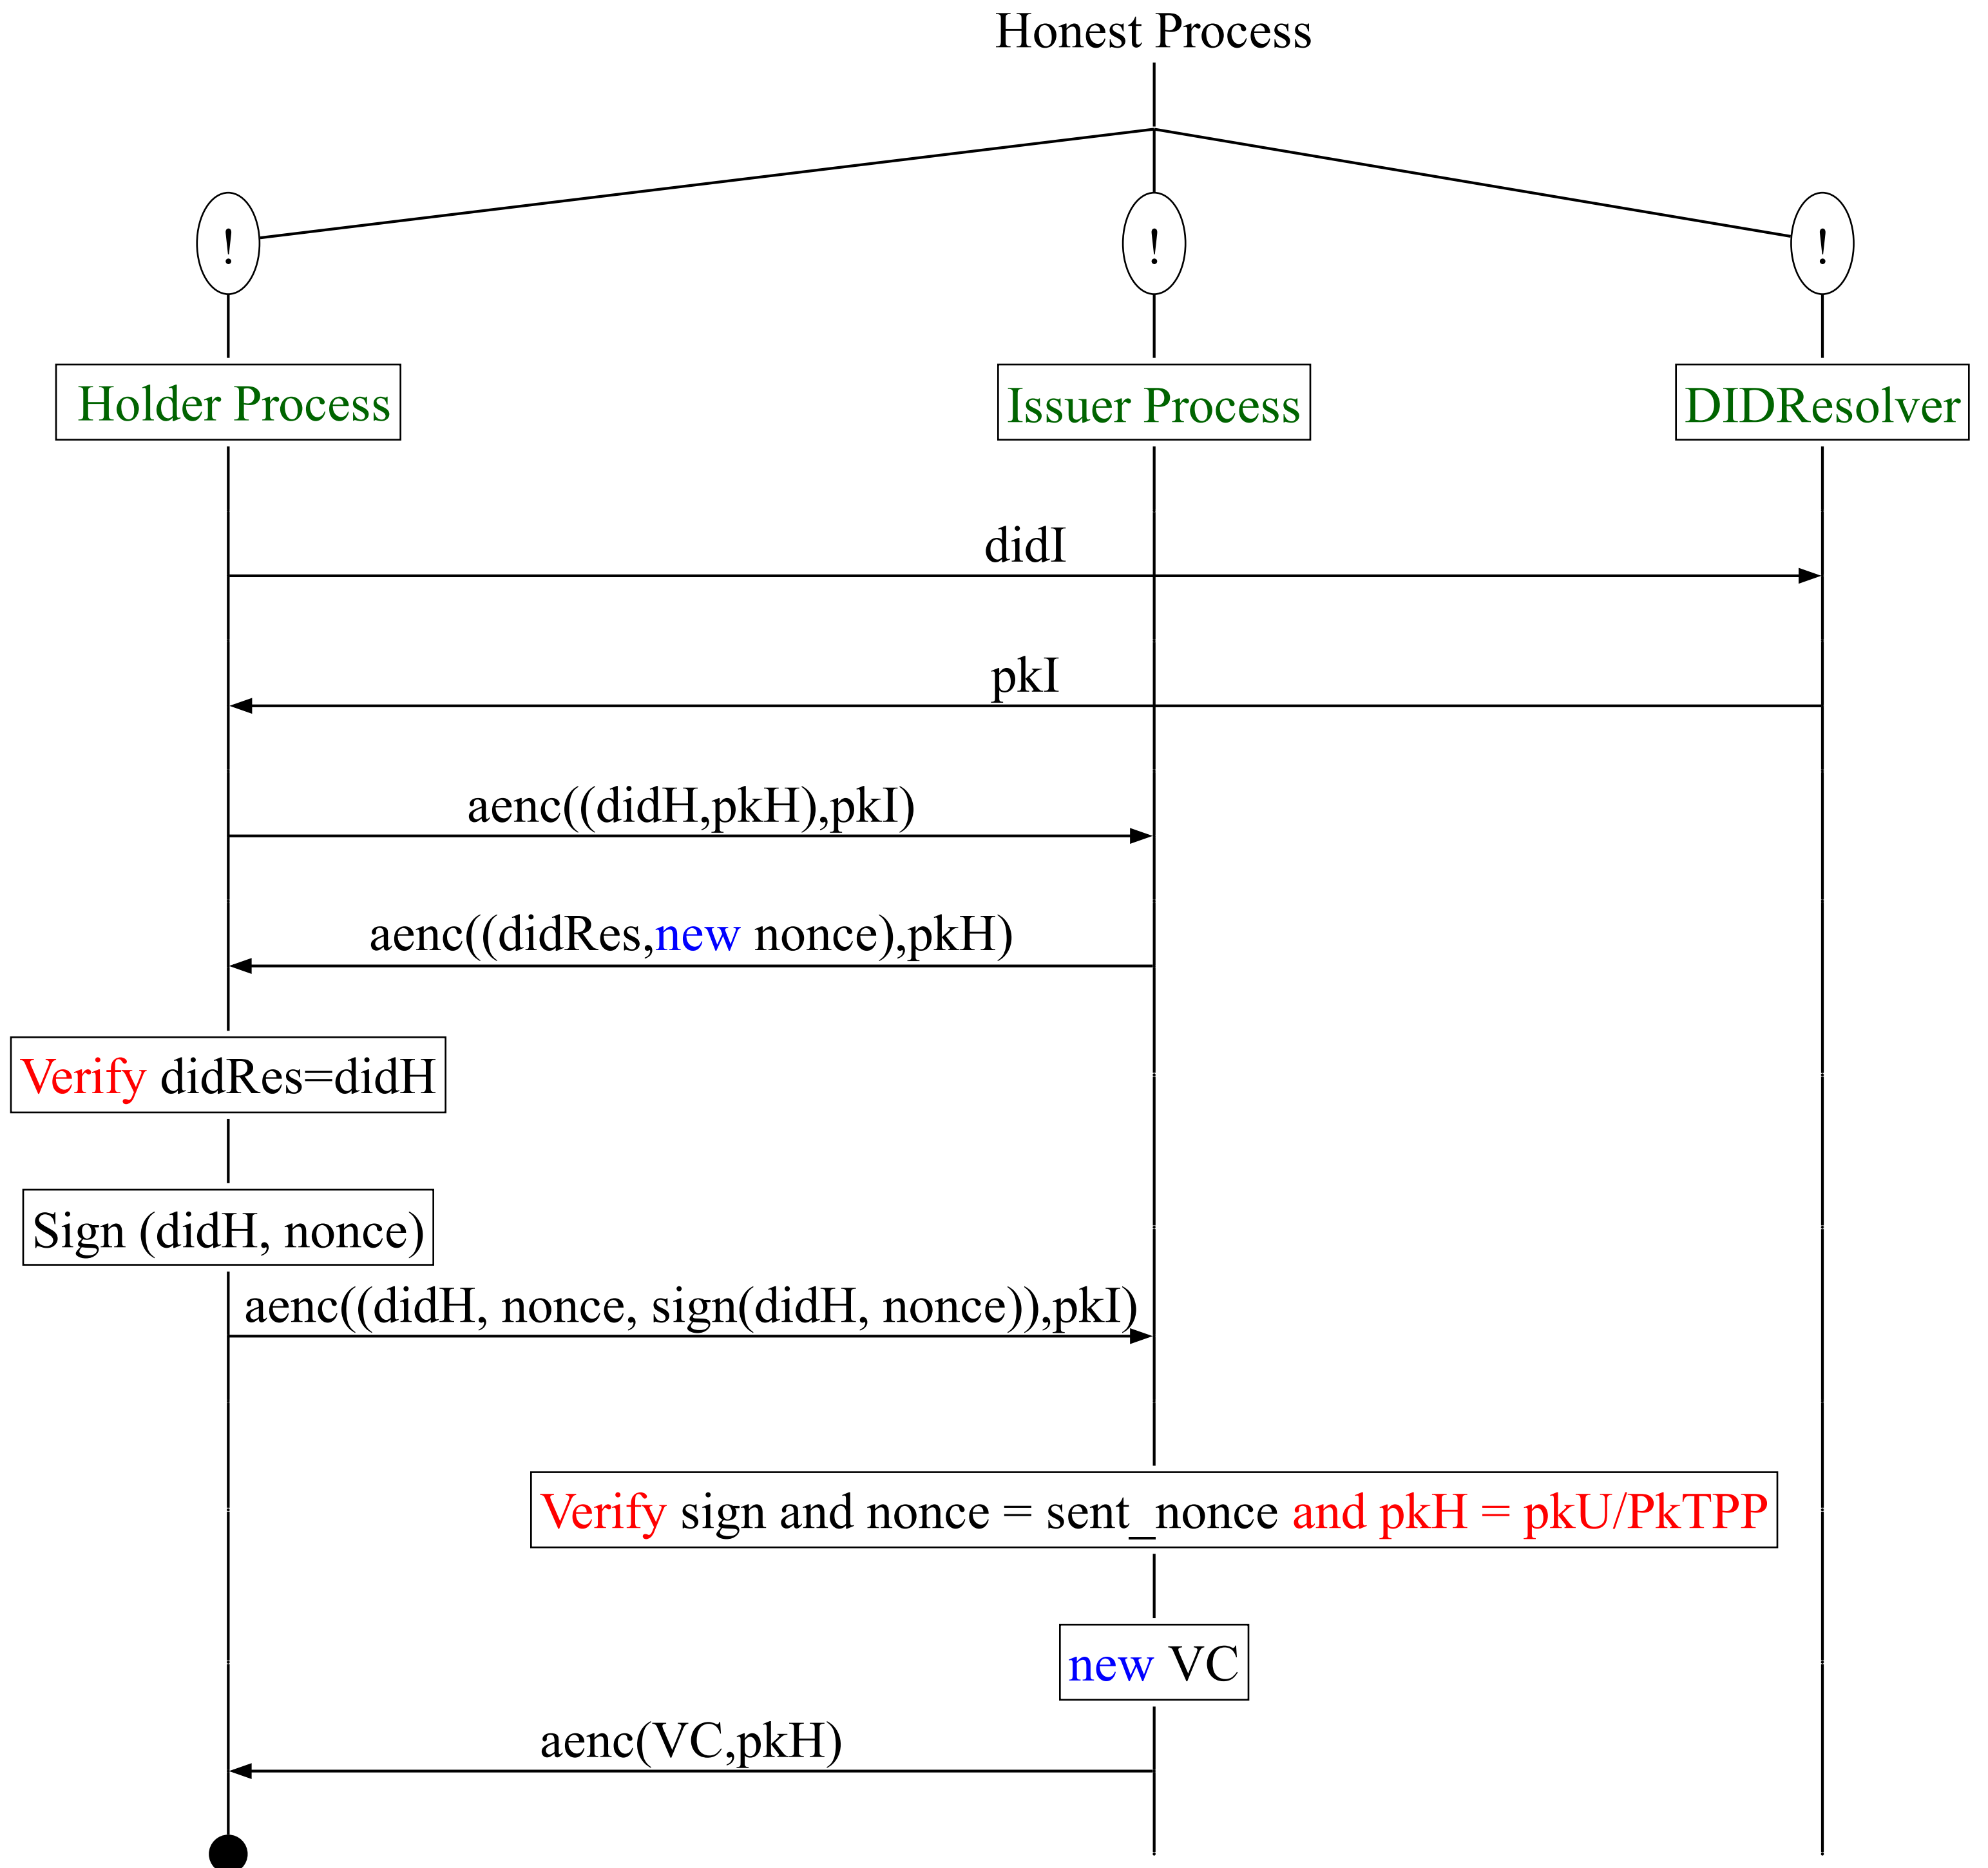 Honest Process
! ! !
Holder Process Issuer Process DIDResolver
didI
pkI
aenc((didH,pkH),pkI)
aenc((didRes,new nonce),pkH)
Verify didRes=didH
Sign (didH, nonce)
aenc((didH, nonce, sign(didH, nonce)),pkI)
Verify sign and nonce = sent_nonce and pkH = pkU/PkTPP
new VC
aenc(VC,pkH)